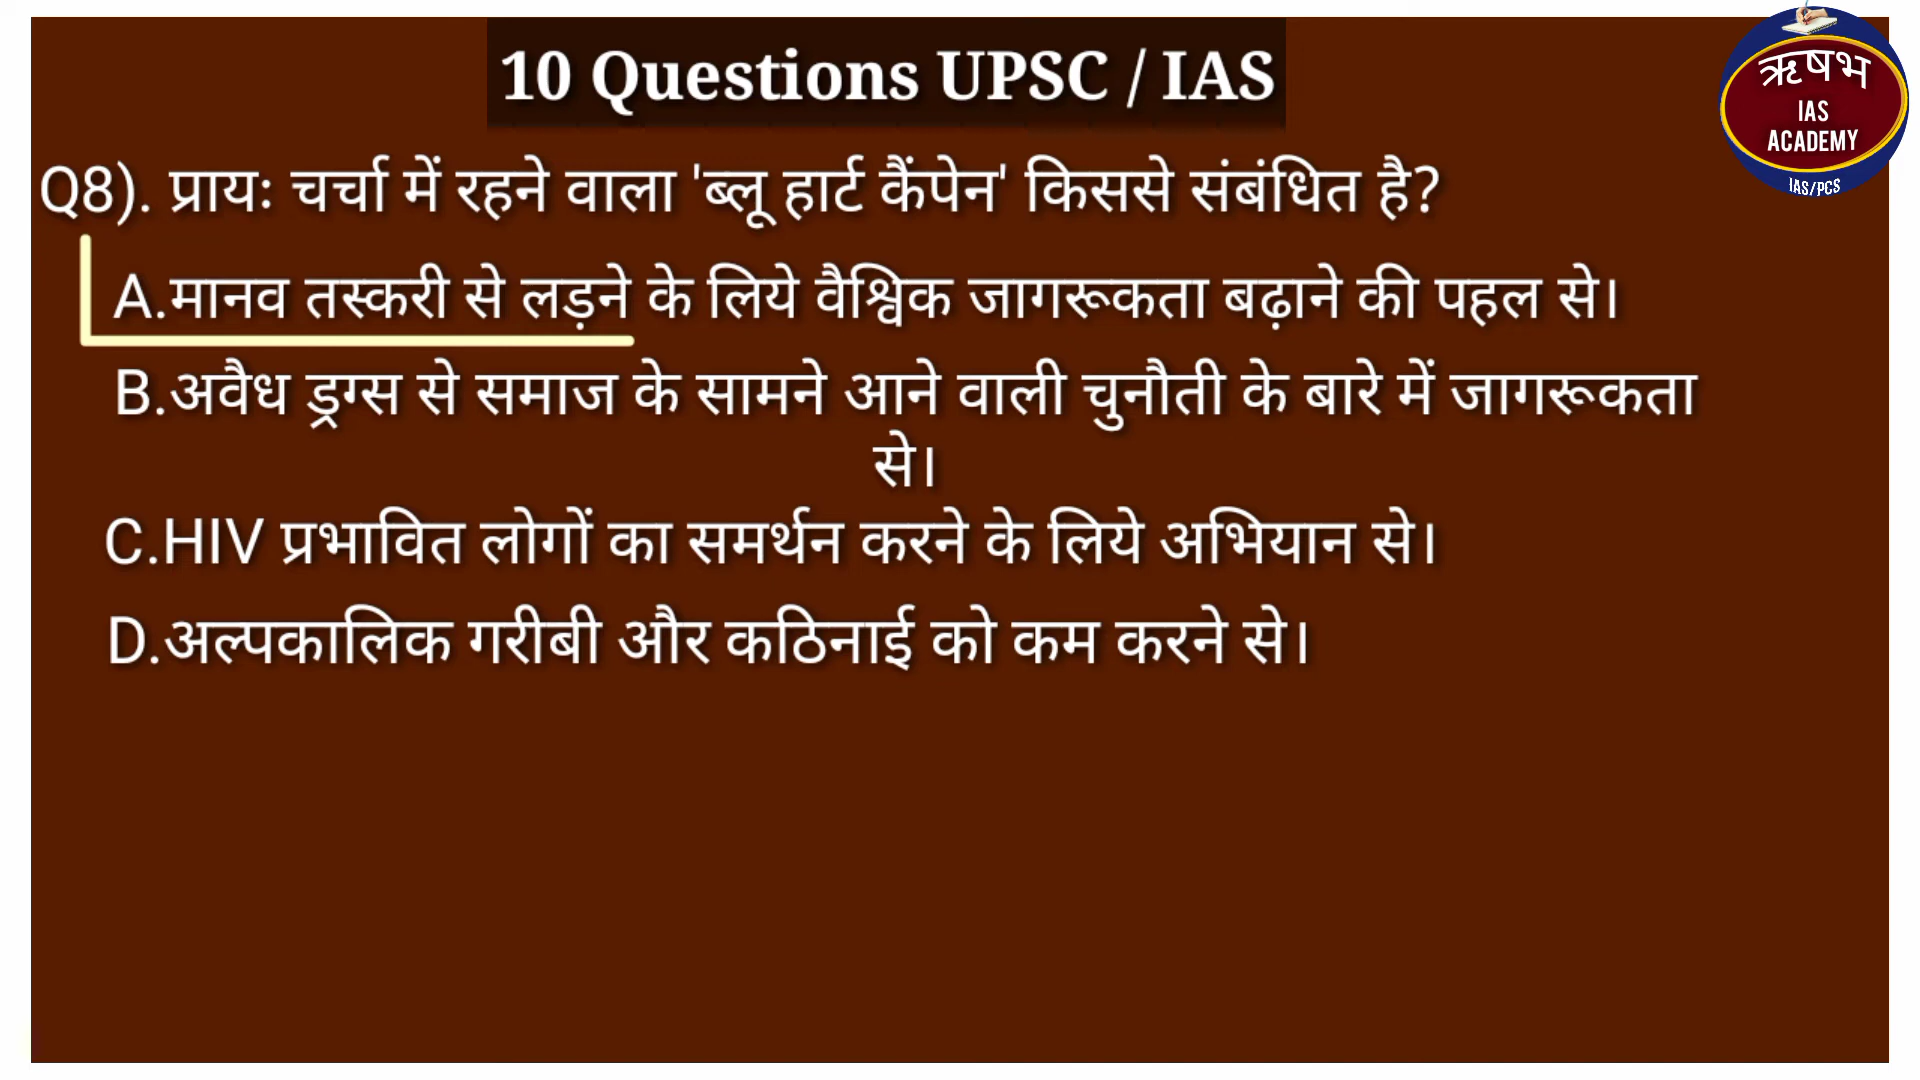 10 Questions UPSC / IAS
ऋषभ
IAS
ACADEMY
IAS/PCS
Q8). प्रायः चर्चा में रहने वाला 'ब्लू हार्ट कैंपेन' किससे संबंधित है?
A.मानव तस्करी से लड़ने के लिये वैश्विक जागरूकता बढ़ाने की पहल से।
B.अवैध ड्रग्स से समाज के सामने आने वाली चुनौती के बारे में जागरूकता
से।
C.HIV प्रभावित लोगों का समर्थन करने के लिये अभियान से।
D.अल्पकालिक गरीबी और कठिनाई को कम करने से।